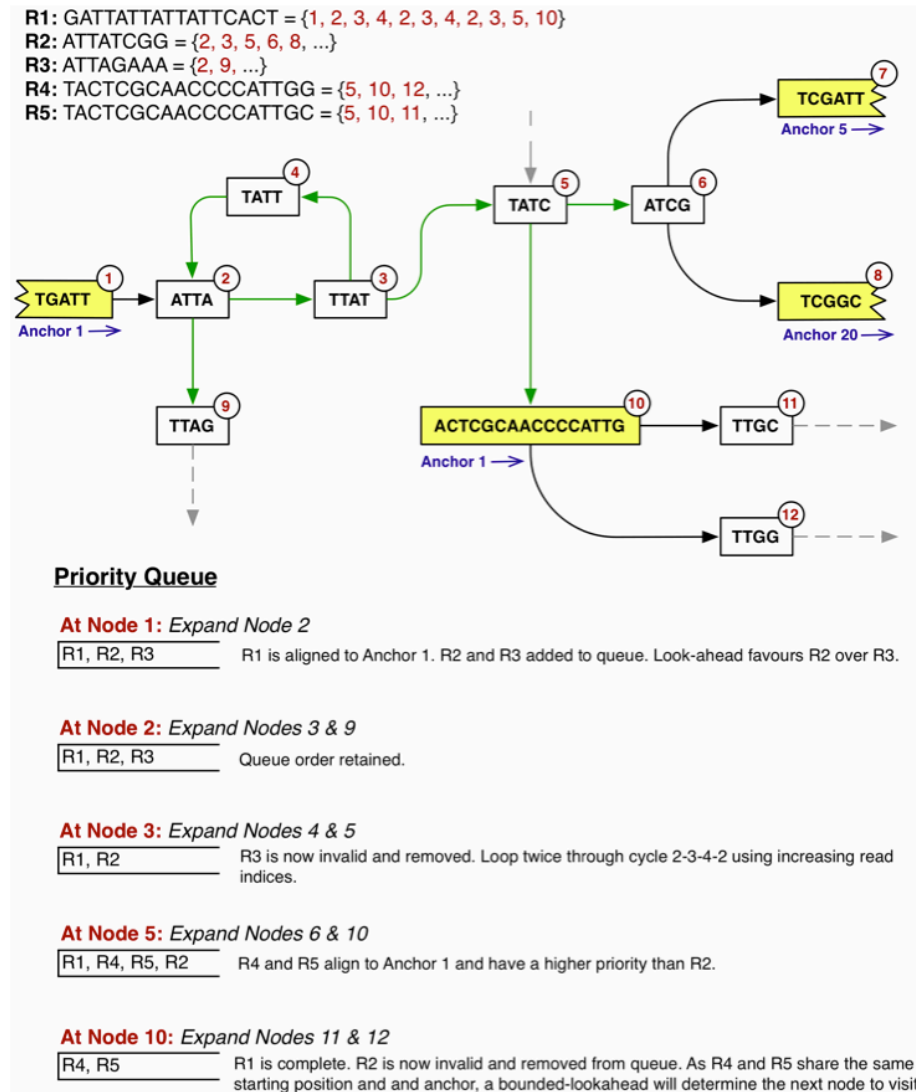 R1: GATTATTATTATTCACT = {1, 2, 3, 4, 2, 3, 4, 2, 3, 5, 10}
R2: ATTATCGG = {2, 3, 5, 6, 8, ...}
R3: ATTAGAAA = {2, 9, ...}
R4: TACTCGCAACCCCATTGG = {5, 10, 12, ...}
R5: TACTCGCAACCCCATTGC = {5, 10, 11, ...}
7
TCGATT
Anchor 5
4
TATT
5
TATC
6
ATCG
1
TGATT
Anchor 1
2
ATTA
3
TTAT
8
TCGGC
Anchor 20
9
TTAG
10
ACTCGCAACCCCATTG
Anchor 1
11
TTGC
12
TTGG
Priority Queue
At Node 1: Expand Node 2
R1, R2, R3
R1 is aligned to Anchor 1. R2 and R3 added to queue. Look-ahead favours R2 over R3.
At Node 2: Expand Nodes 3 & 9
R1, R2, R3
Queue order retained.
At Node 3: Expand Nodes 4 & 5
R1, R2
R3 is now invalid and removed. Loop twice through cycle 2-3-4-2 using increasing read
indices.
At Node 5: Expand Nodes 6 & 10
R1, R4, R5, R2
R4 and R5 align to Anchor 1 and have a higher priority than R2.
At Node 10: Expand Nodes 11 & 12
R4, R5
R1 is complete. R2 is now invalid and removed from queue. As R4 and R5 share the same
starting position and and anchor, a bounded-lookahead will determine the next node to visit